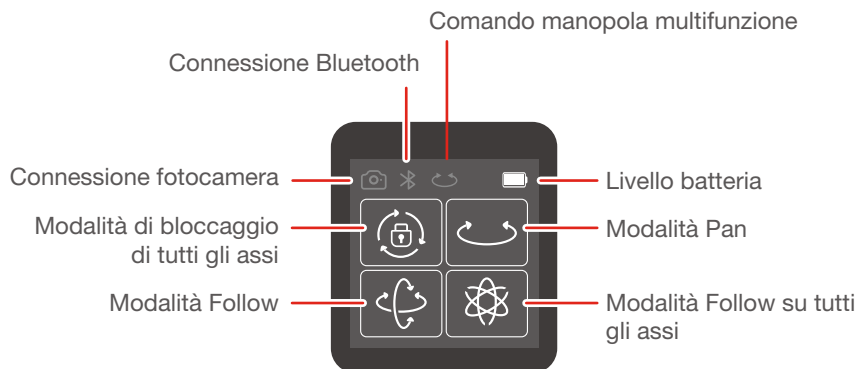 Comando manopola multifunzione
Connessione Bluetooth
Connessione fotocamera
Livello batteria
Modalità di bloccaggio
di tutti gli assi
Modalità Pan
Modalità Follow
Modalità Follow su tutti
gli assi